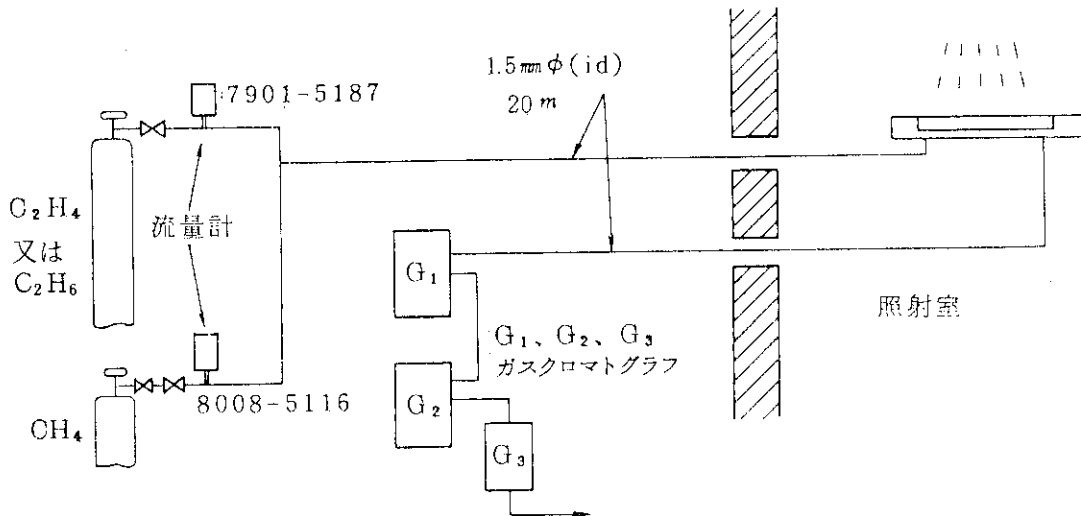 7901-5187
1.5mmφ(id)
20m
C₂H₄
又は
C₂H₆
流量計
G₁
照射室
G₁、G₂、G₃
ガスクロマトグラフ
8008-5116
G₂
CH₄
G₃